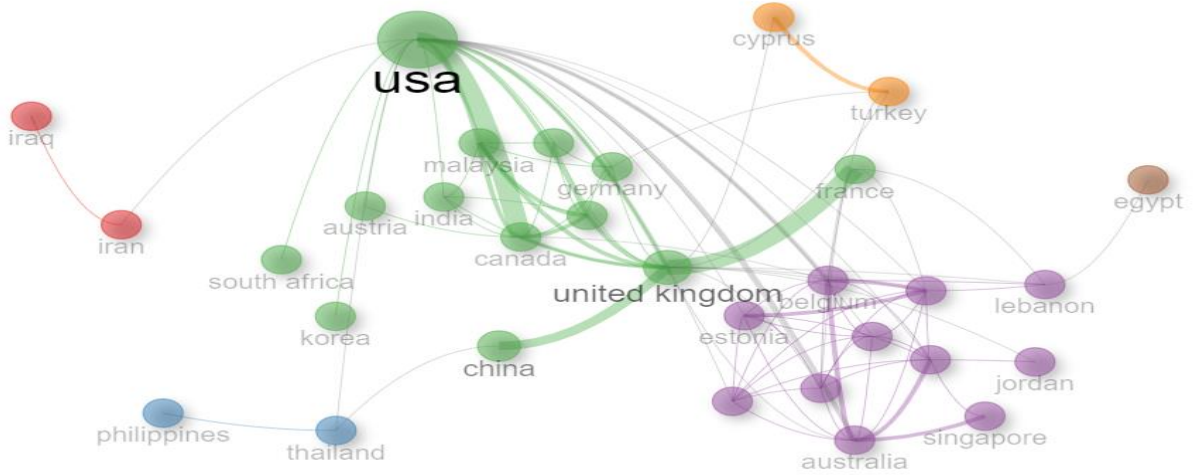 cyprus
usa
turkey
iraq
malaysia
germany
france
egypt
india
austria
iran
canada
south africa
united kingdom
belgium
lebanon
korea
estonia
china
jordan
philippines
singapore
thailand
australia